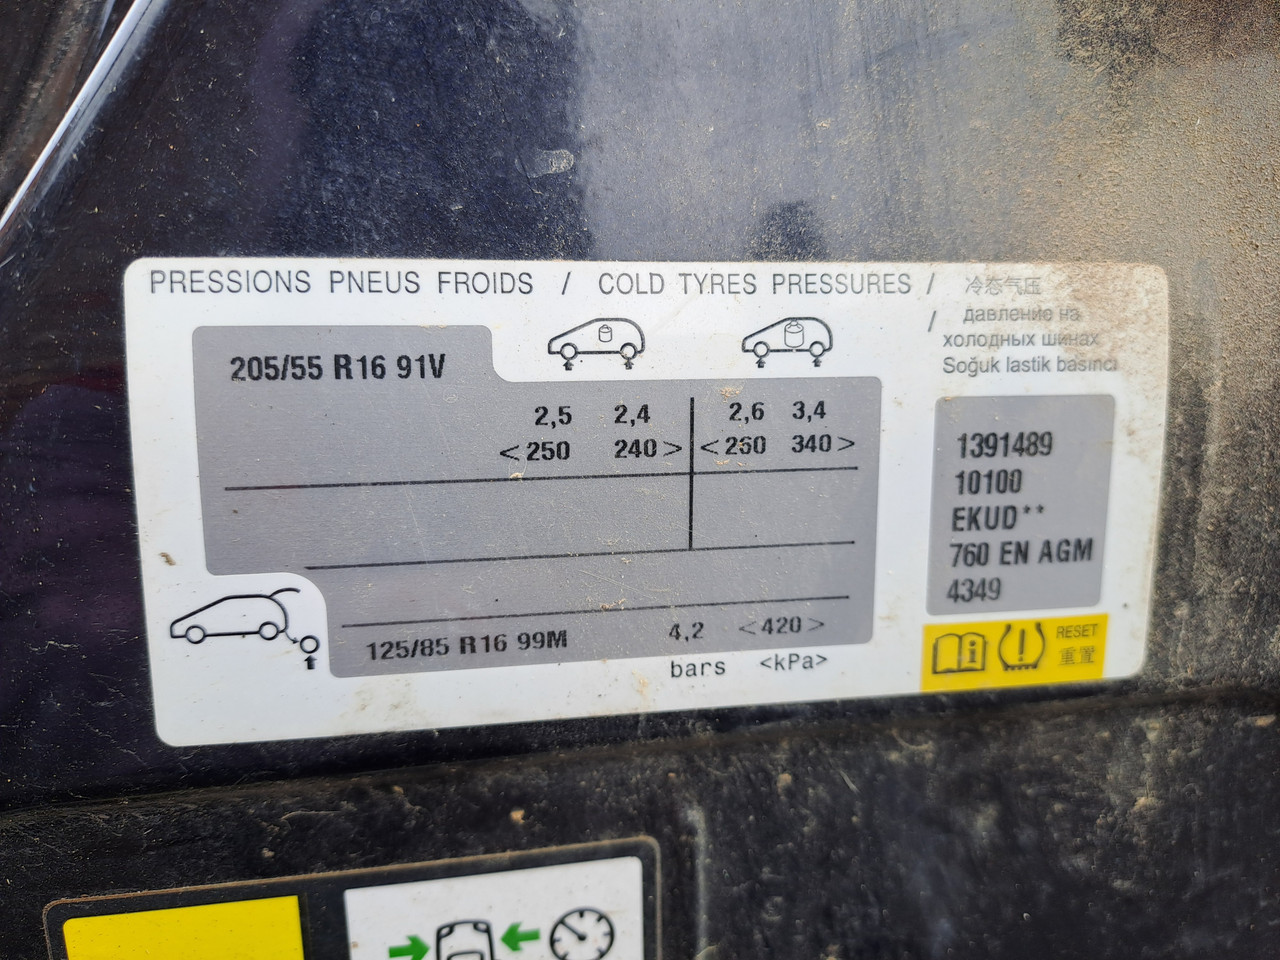 PRESSIONS PNEUS FROIDS / COLD TYRES PRESSURES / 冷态气压
/ давление на
холодных шинах
Soğuk lastik basıncı
205/55 R16 91V
2,5 2,4 2,6 3,4
<250 240> <260 340>
125/85 R16 99M 4,2 <420>
bars <kPa>
1391489
10100
EKUD**
760 EN AGM
4349
RESET
重置